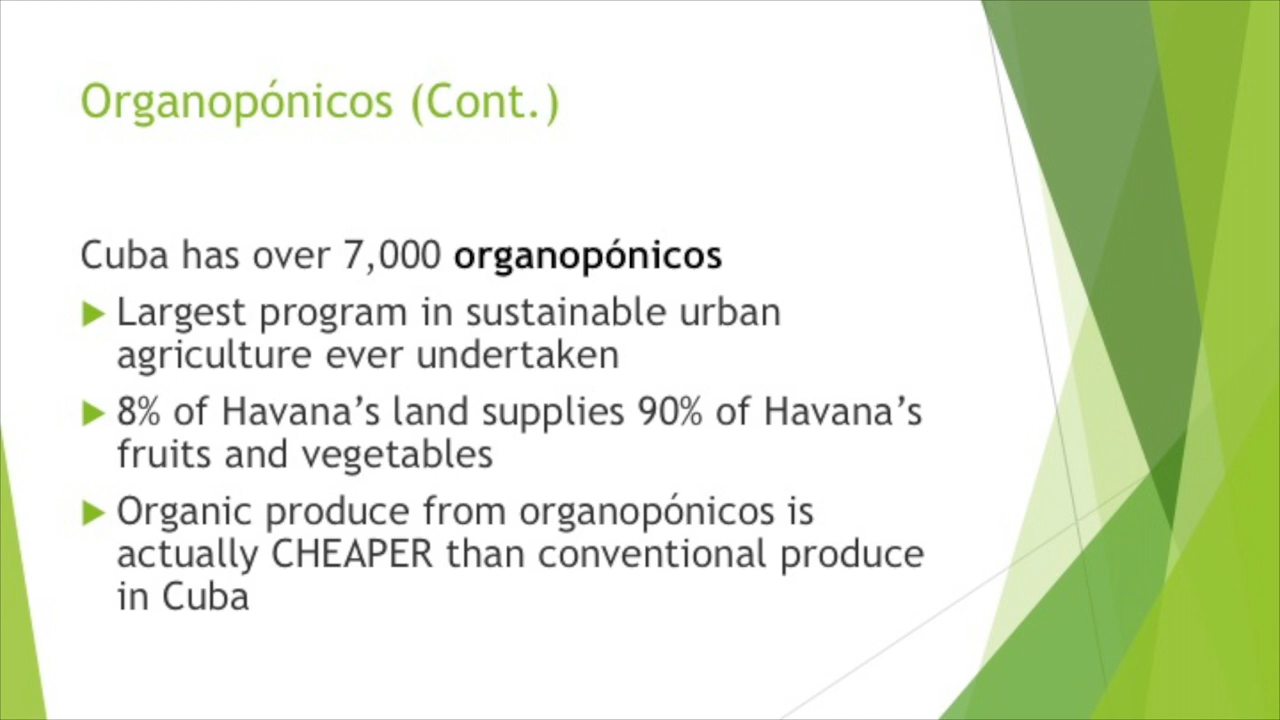 Organopónicos (Cont.)
Cuba has over 7,000 organopónicos
Largest program in sustainable urban
agriculture ever undertaken
8% of Havana’s land supplies 90% of Havana’s
fruits and vegetables
Organic produce from organopónicos is
actually CHEAPER than conventional produce
in Cuba